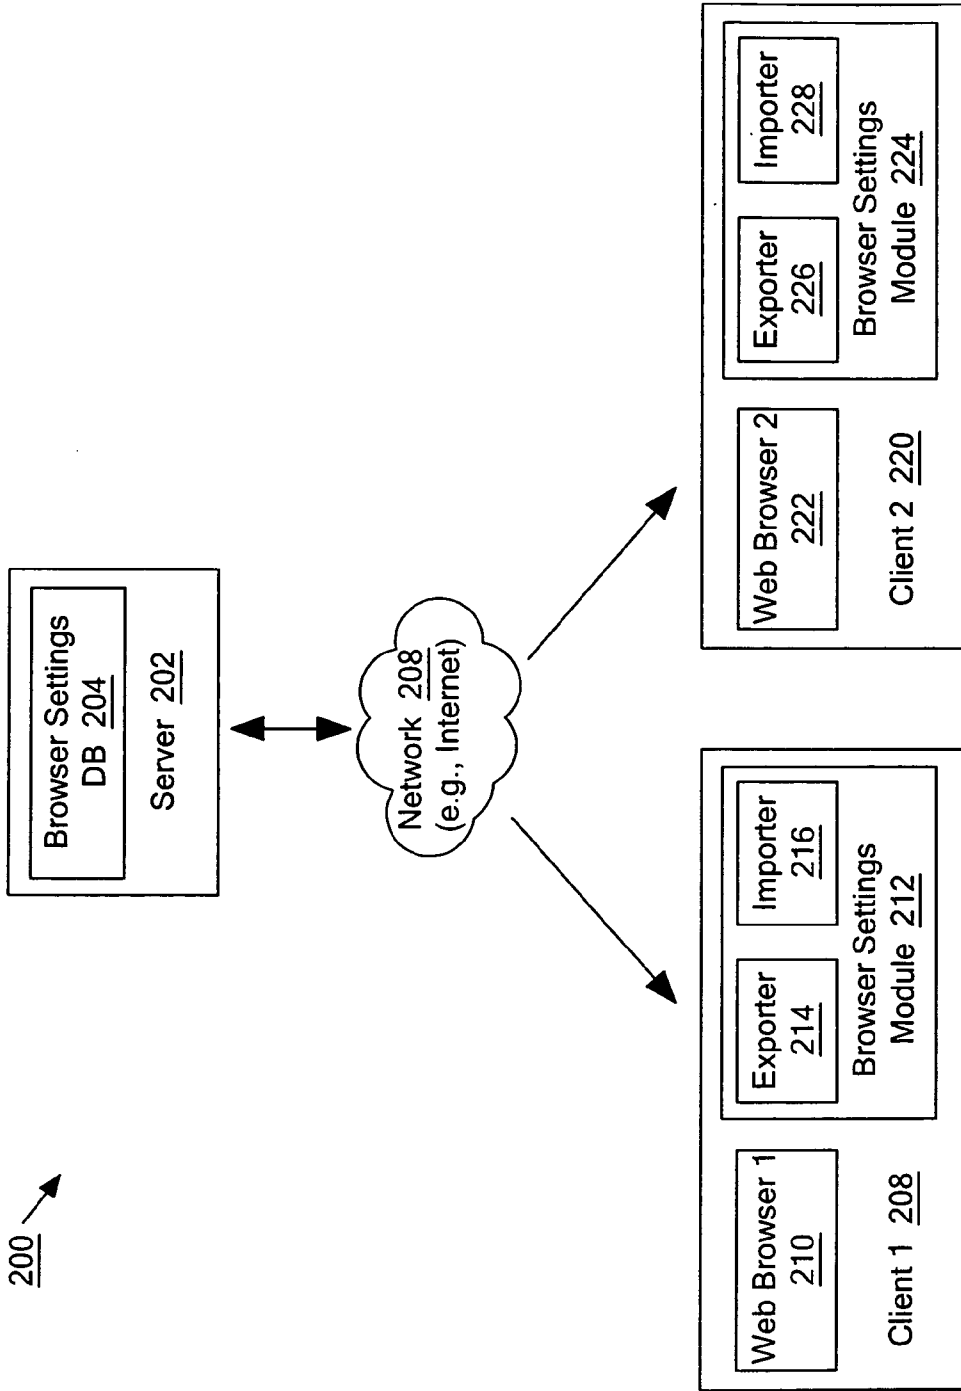 200
Browser Settings
DB 204
Server 202
Network 208
(e.g., Internet)
Web Browser 1
210
Client 1 208
Exporter
214
Importer
216
Browser Settings
Module 212
Web Browser 2
222
Client 2 220
Exporter
226
Importer
228
Browser Settings
Module 224